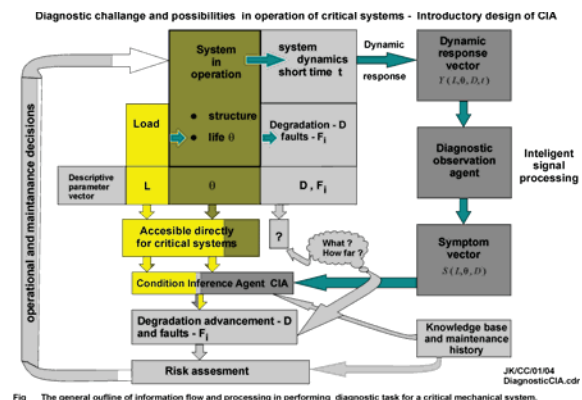 Diagnostic challange and possibilities in operation of critical systems - Introductory design of CIA
System
in
operation
system
dynamics
short time t
Dynamic
response
Dynamic
response
vector
Y(L,θ,D,t)
Load
• structure
• life θ
Degradation - D
faults - Fi
Diagnostic
observation
agent
Inteligent
signal
processing
Descriptive
parameter
vector
L
θ
D , Fi
operational and maintanance decisions
Accesible directly
for critical systems
?
What ?
How far ?
Symptom
vector
S(L,θ,D)
Condition Inference Agent CIA
Degradation advancement - D
and faults - Fi
Knowledge base
and maintenance
history
Risk assesment
JK/CC/01/04
DiagnosticCIA.cdr
Fig The general outline of information flow and processing in performing diagnostic task for a critical mechanical system.